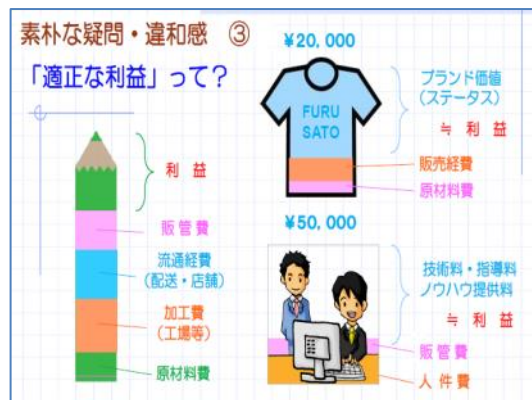 素朴な疑問・違和感 ③
「適正な利益」って？
利 益
販管費
流通経費
（配送・店舗）
加工費
（工場等）
原材料費
¥20,000
FURU
SATO
ブランド価値
（ステータス）
≒ 利 益
販売経費
原材料費
¥50,000
技術料・指導料
ノウハウ提供料
≒ 利 益
販 管 費
人 件 費